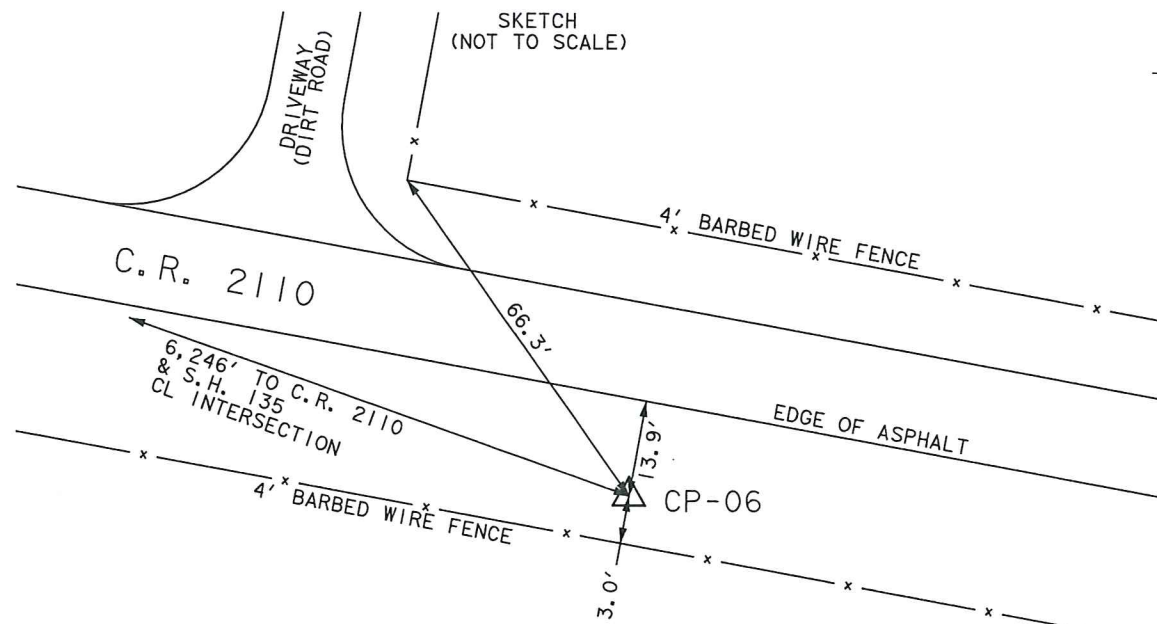 SKETCH
(NOT TO SCALE)
DRIVEWAY
(DIRT ROAD)
4' BARBED WIRE FENCE
C.R. 2110
66.3'
6,246' TO C.R. 2110
& S.H. 135
CL INTERSECTION
EDGE OF ASPHALT
13.9'
CP-06
4' BARBED WIRE FENCE
3.0'